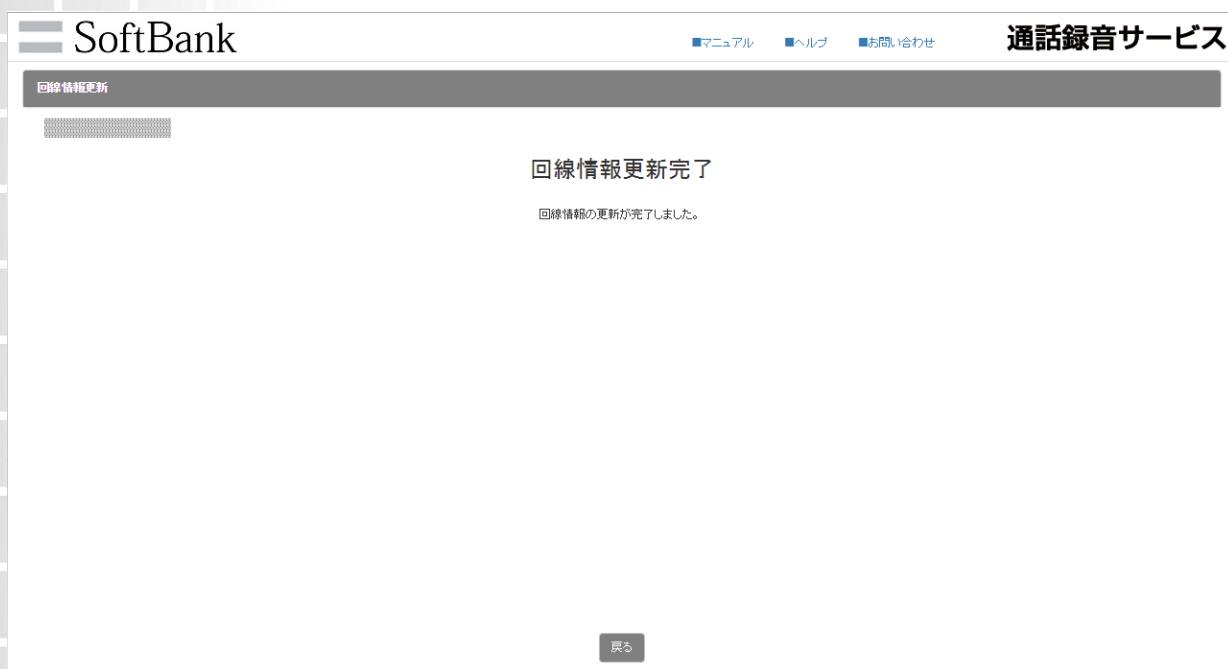 SoftBank
■マニュアル ■ヘルプ ■お問い合わせ
通話録音サービス
回線情報更新
回線情報更新完了
回線情報の更新が完了しました。
戻る